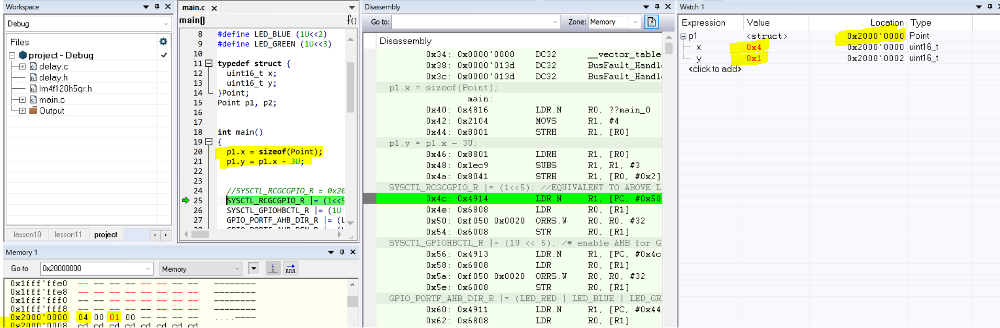 Workspace
Debug
Files
project - Debug
delay.c
delay.h
lm4f120h5qr.h
main.c
Output
lesson10 lesson11 project
main.c
main() f()
8 #define LED_BLUE (1U<<2)
9 #define LED_GREEN (1U<<3)
10
11 typedef struct {
12 uint16_t x;
13 uint16_t y;
14 }Point;
15 Point p1, p2;
16
17
18 int main()
19 {
20 p1.x = sizeof(Point);
21 p1.y = p1.x - 3U;
22
23
24 //SYSCTL_RCGCGPIO_R = 0x20
25 SYSCTL_RCGCGPIO_R |= (1<<5
26 SYSCTL_GPIOHBCTL_R |= (1U
27 GPIO_PORTF_AHB_DIR_R |= (L
Disassembly
Go to: Zone: Memory
Disassembly
0x34: 0x0000'0000 DC32 __vector_table
0x38: 0x0000'013d DC32 BusFault_Handle
0x3c: 0x0000'013d DC32 BusFault_Handle
p1.x = sizeof(Point);
main:
0x40: 0x4816 LDR.N R0, ??main_0
0x42: 0x2104 MOVS R1, #4
0x44: 0x8001 STRH R1, [R0]
p1.y = p1.x - 3U;
0x46: 0x8801 LDRH R1, [R0]
0x48: 0x1ec9 SUBS R1, R1, #3
0x4a: 0x8041 STRH R1, [R0, #0x2]
SYSCTL_RCGCGPIO_R |= (1<<5); //EQUIVALENT TO ABOVE L
0x4c: 0x4914 LDR.N R1, [PC, #0x50
0x4e: 0x6808 LDR R0, [R1]
0x50: 0xf050 0x0020 ORRS.W R0, R0, #32
0x54: 0x6008 STR R0, [R1]
SYSCTL_GPIOHBCTL_R |= (1U << 5); /* enable AHB for G
0x56: 0x4913 LDR.N R1, [PC, #0x4c
0x58: 0x6808 LDR R0, [R1]
0x5a: 0xf050 0x0020 ORRS.W R0, R0, #32
0x5e: 0x6008 STR R0, [R1]
GPIO_PORTF_AHB_DIR_R |= (LED_RED | LED_BLUE | LED_GR
0x60: 0x4911 LDR.N R1, [PC, #0x44
0x62: 0x6808 LDR R0, [R1]
Watch 1
Expression Value Location Type
p1 <struct> 0x2000'0000 Point
x 0x4 0x2000'0000 uint16_t
y 0x1 0x2000'0002 uint16_t
<click to add>
Memory 1
Go to 0x20000000 Memory
0x1fff'ffe0 -- -- -- -- -- -- -- -- --------
0x1fff'ffe8 -- -- -- -- -- -- -- -- --------
0x1fff'fff0 -- -- -- -- -- -- -- -- --------
0x1fff'fff8 -- -- -- -- -- -- -- -- --------
0x2000'0000 04 00 01 00 -- -- -- -- ....----
0x2000'0008 cd cd cd cd cd cd cd cd